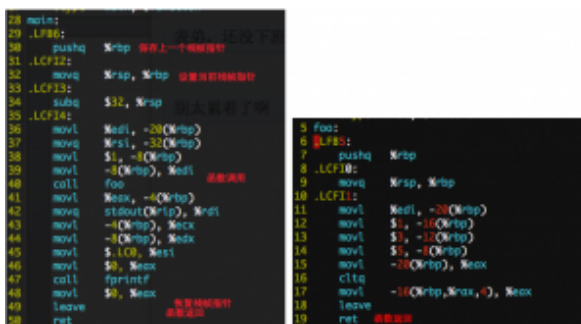 28 main:
29 .LFB6:
30 pushq %rbp 保存上一个栈帧指针
31 .LCFI2:
32 movq %rsp, %rbp 设置当前栈帧指针
33 .LCFI3:
34 subq $32, %rsp
35 .LCFI4:
36 movl %edi, -20(%rbp)
37 movq %rsi, -32(%rbp)
38 movl $1, -8(%rbp)
39 movl -8(%rbp), %edi
40 call foo 函数调用
41 movl %eax, -4(%rbp)
42 movq stdout(%rip), %rdi
43 movl -4(%rbp), %ecx
44 movl -8(%rbp), %edx
45 movl $.LC0, %esi
46 movl $0, %eax
47 call fprintf
48 movl $0, %eax
49 leave 恢复栈帧指针
50 ret 函数返回
5 foo:
6 .LFB5:
7 pushq %rbp
8 .LCFI0:
9 movq %rsp, %rbp
10 .LCFI1:
11 movl %edi, -20(%rbp)
12 movl $1, -16(%rbp)
13 movl $3, -12(%rbp)
14 movl $5, -8(%rbp)
15 movl -20(%rbp), %eax
16 cltq
17 movl -16(%rbp,%rax,4), %eax
18 leave
19 ret 函数返回